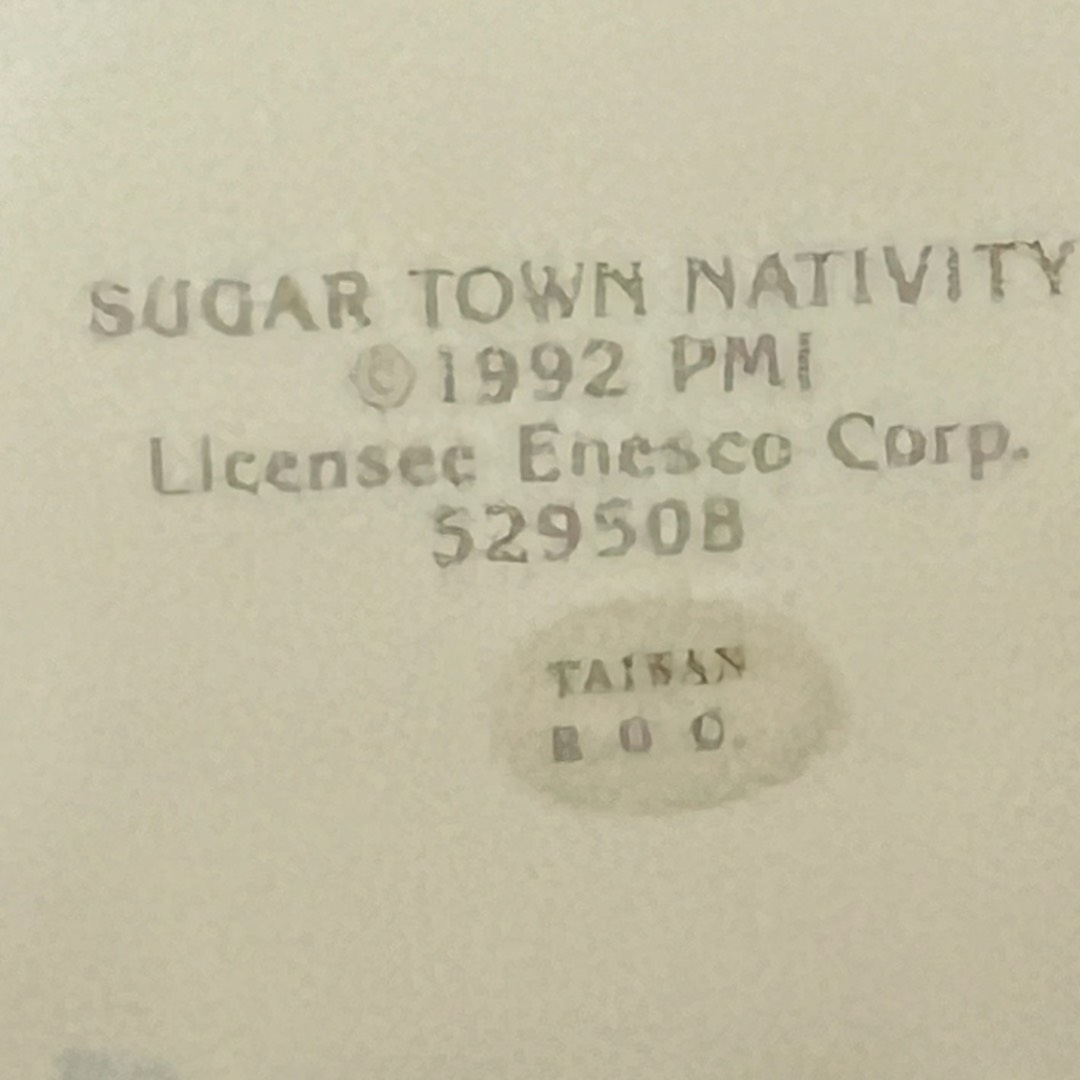 SUGAR TOWN NATIVITY
©1992 PMI
Licensee Enesco Corp.
529508
TAIWAN
R O C.